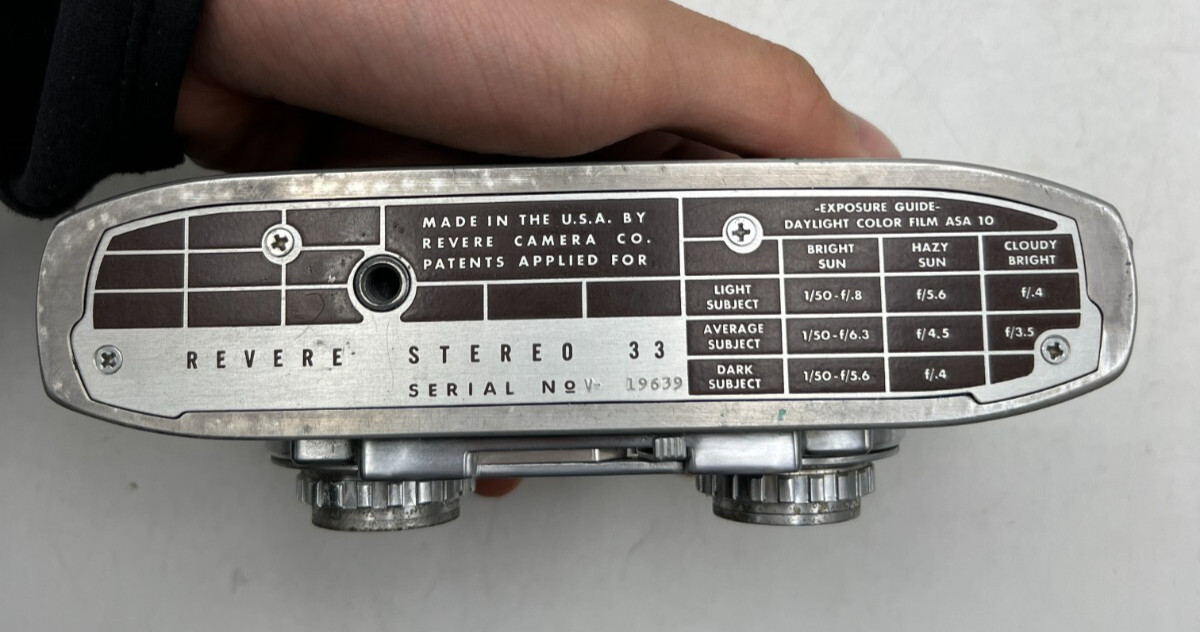 MADE IN THE U.S.A. BY
REVERE CAMERA CO.
PATENTS APPLIED FOR
-EXPOSURE GUIDE-
DAYLIGHT COLOR FILM ASA 10
BRIGHT SUN HAZY SUN CLOUDY BRIGHT
LIGHT SUBJECT 1/50-f/.8 f/5.6 f/.4
AVERAGE SUBJECT 1/50-f/6.3 f/4.5 f/3.5
DARK SUBJECT 1/50-f/5.6 f/.4
REVERE STEREO 33
SERIAL No V- 19639